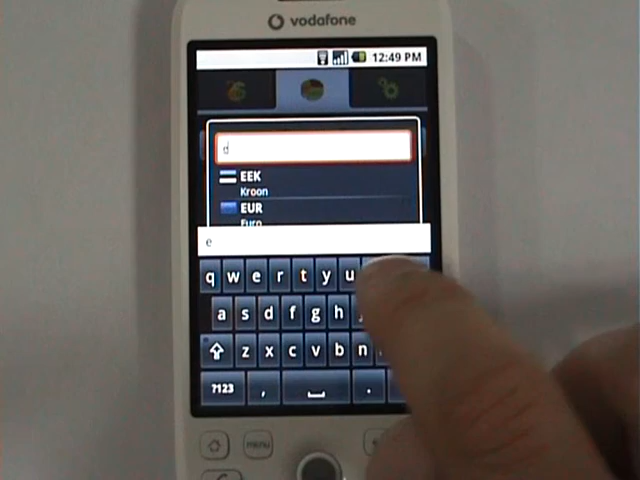 vodafone
12:49 PM
e
EEK
Kroon
EUR
Euro
e
q w e r t y u
a s d f g h
z x c v b n
?123 , .
menu